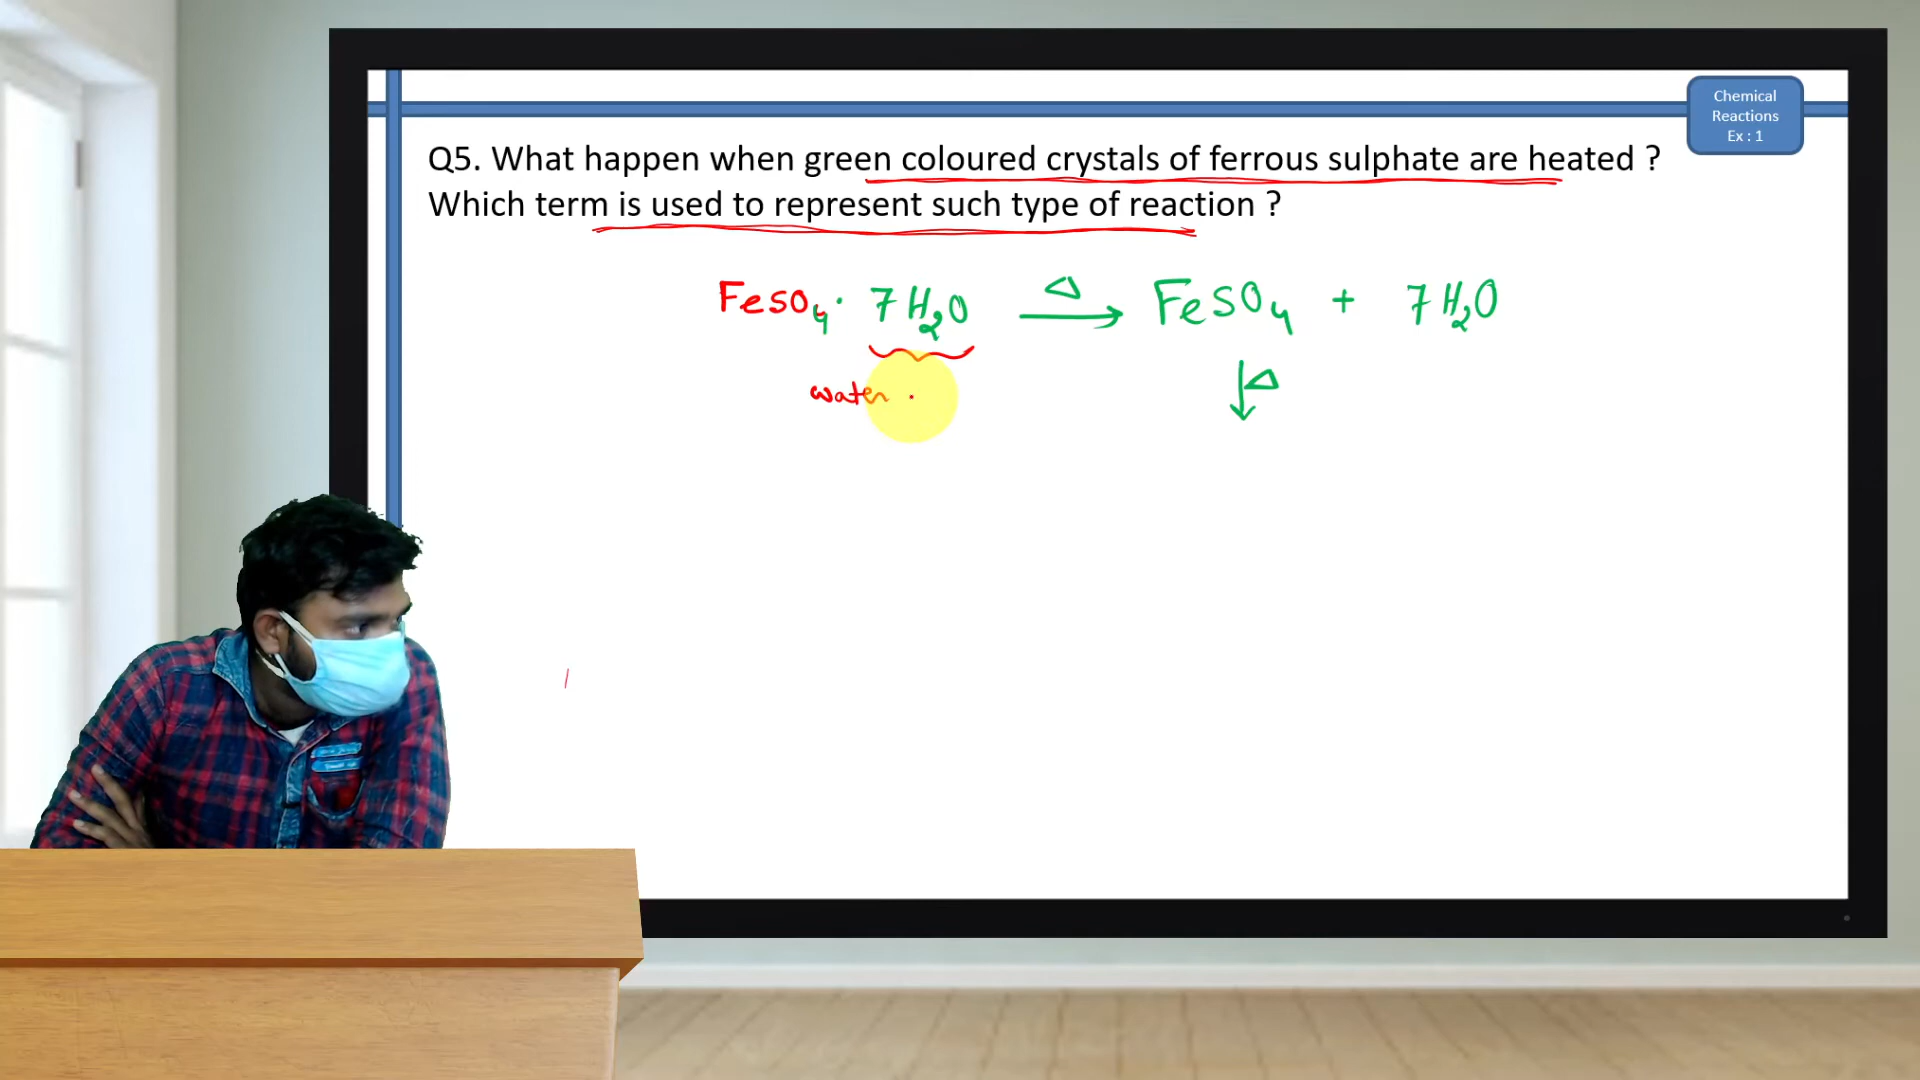 Chemical
Reactions
Ex : 1
Q5. What happen when green coloured crystals of ferrous sulphate are heated ?
Which term is used to represent such type of reaction ?
FeSO₄· 7H₂O →Δ FeSO₄ + 7H₂O
water
↓Δ